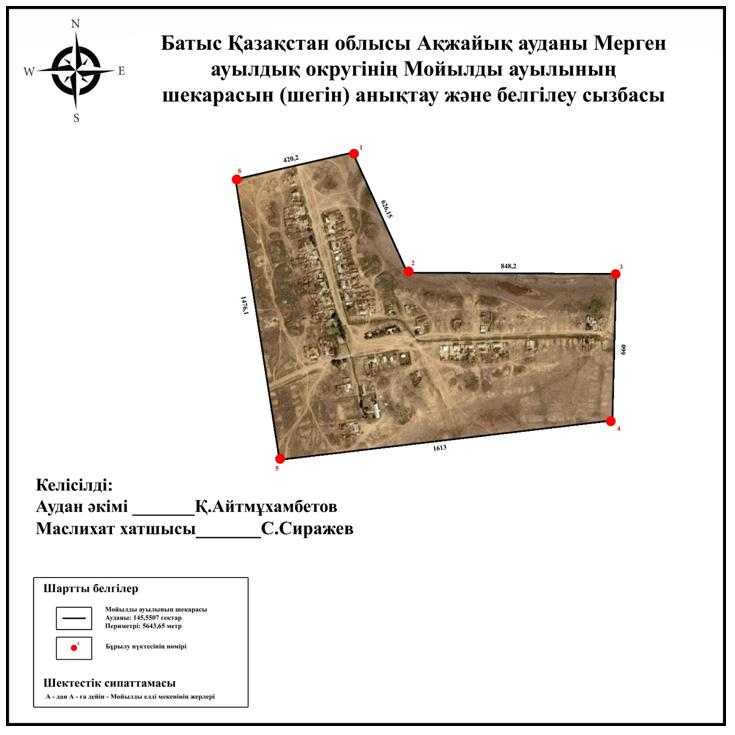 N
W E
S
Батыс Қазақстан облысы Ақжайық ауданы Мерген
ауылдық округінің Мойылды ауылының
шекарасын (шегін) анықтау және белгілеу сызбасы
1
420,2
6
626,15
2
848,2
3
1476,1
660
4
1613
5
Келісілді:
Аудан әкімі _______Қ.Айтмұхамбетов
Маслихат хатшысы_______С.Сиражев
Шартты белгілер
Мойылды ауылының шекарасы
Ауданы: 145,5507 гектар
Периметрі: 5643,65 метр
1
Бұрылу нүктесінің нөмірі
Шектестік сипаттамасы
А - дан А - ға дейін - Мойылды елді мекенінің жерлері